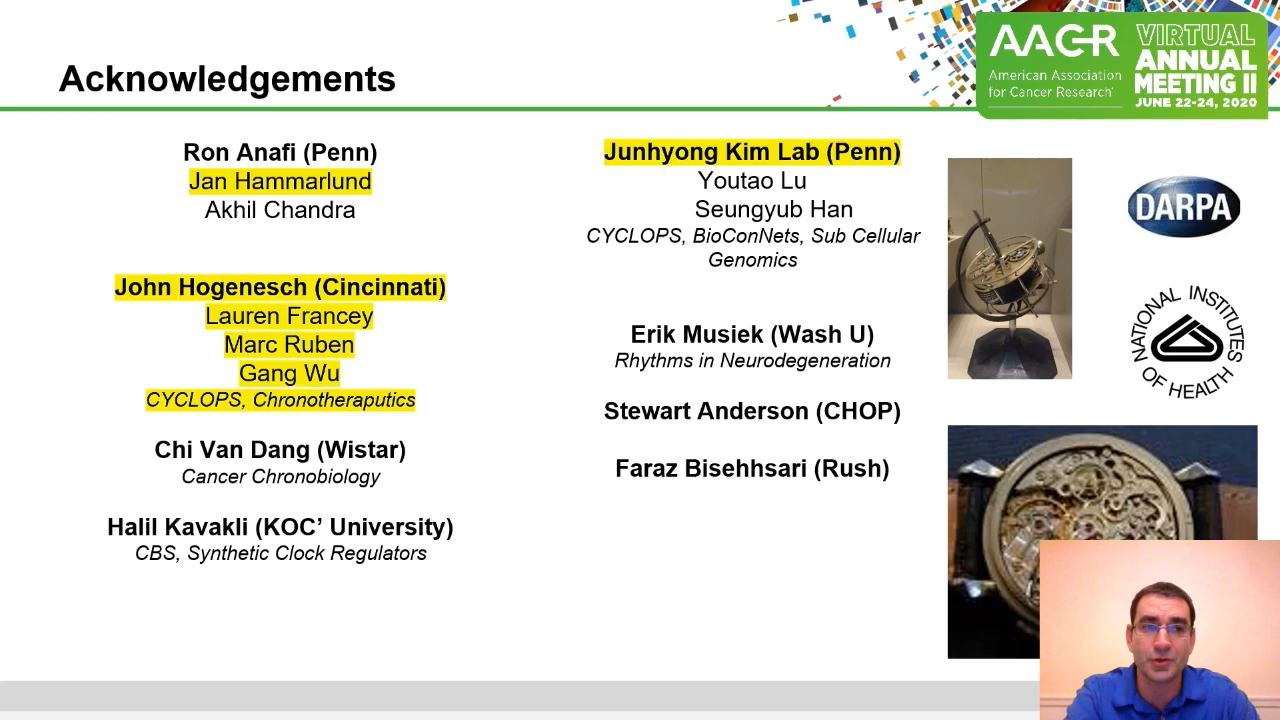 Acknowledgements
AACR
American Association
for Cancer Research
VIRTUAL
ANNUAL
MEETING II
JUNE 22-24, 2020
Ron Anafi (Penn)
Jan Hammarlund
Akhil Chandra
John Hogenesch (Cincinnati)
Lauren Francey
Marc Ruben
Gang Wu
CYCLOPS, Chronotheraputics
Chi Van Dang (Wistar)
Cancer Chronobiology
Halil Kavakli (KOC’ University)
CBS, Synthetic Clock Regulators
Junhyong Kim Lab (Penn)
Youtao Lu
Seungyub Han
CYCLOPS, BioConNets, Sub Cellular
Genomics
Erik Musiek (Wash U)
Rhythms in Neurodegeneration
Stewart Anderson (CHOP)
Faraz Bisehhsari (Rush)
DARPA
NATIONAL INSTITUTES
OF HEALTH